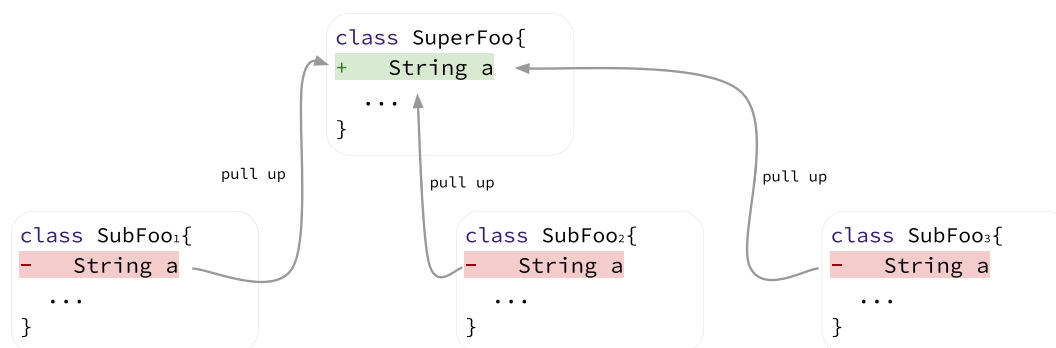 class SuperFoo{
+   String a
...
}
pull up
pull up
pull up
class SubFoo₁{
-   String a
...
}
class SubFoo₂{
-   String a
...
}
class SubFoo₃{
-   String a
...
}